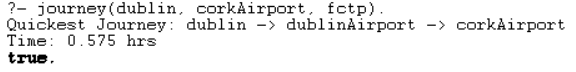 ?- journey(dublin, corkAirport, fctp).
Quickest Journey: dublin -> dublinAirport -> corkAirport
Time: 0.575 hrs
true.